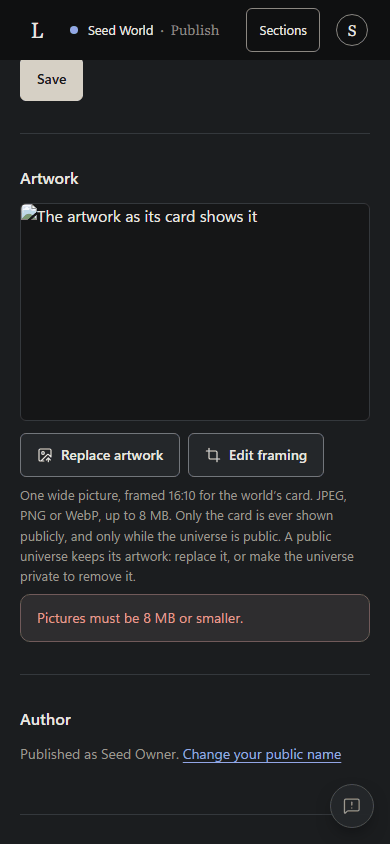 L
Seed World · Publish
Sections
S
Save
Artwork
The artwork as its card shows it
Replace artwork
Edit framing
One wide picture, framed 16:10 for the world's card. JPEG,
PNG or WebP, up to 8 MB. Only the card is ever shown
publicly, and only while the universe is public. A public
universe keeps its artwork: replace it, or make the universe
private to remove it.
Pictures must be 8 MB or smaller.
Author
Published as Seed Owner. Change your public name